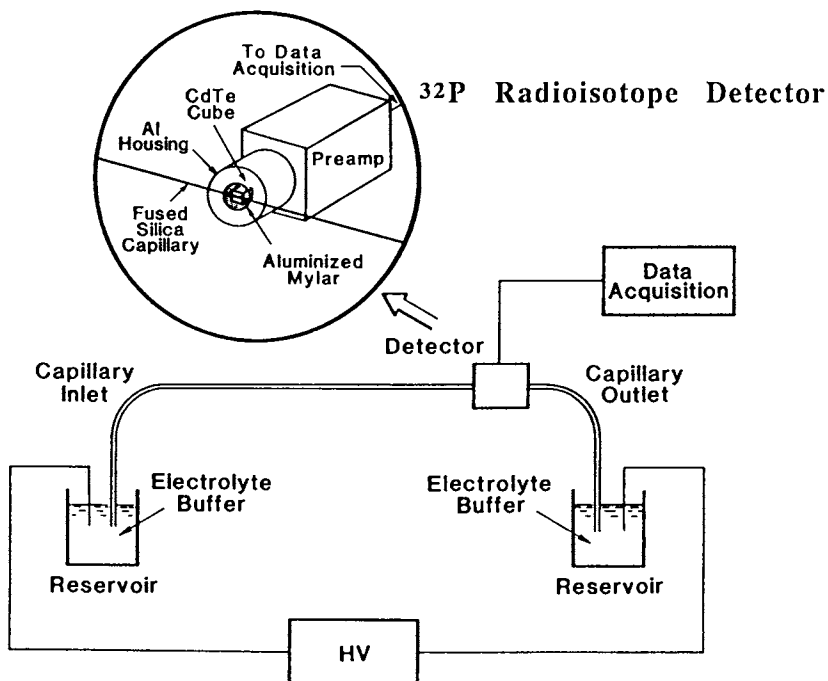 To Data
Acquisition
32P Radioisotope Detector
CdTe
Cube
Al
Housing
Preamp
Fused
Silica
Capillary
Aluminized
Mylar
Data
Acquisition
Detector
Capillary
Inlet
Capillary
Outlet
Electrolyte
Buffer
Electrolyte
Buffer
Reservoir
Reservoir
HV